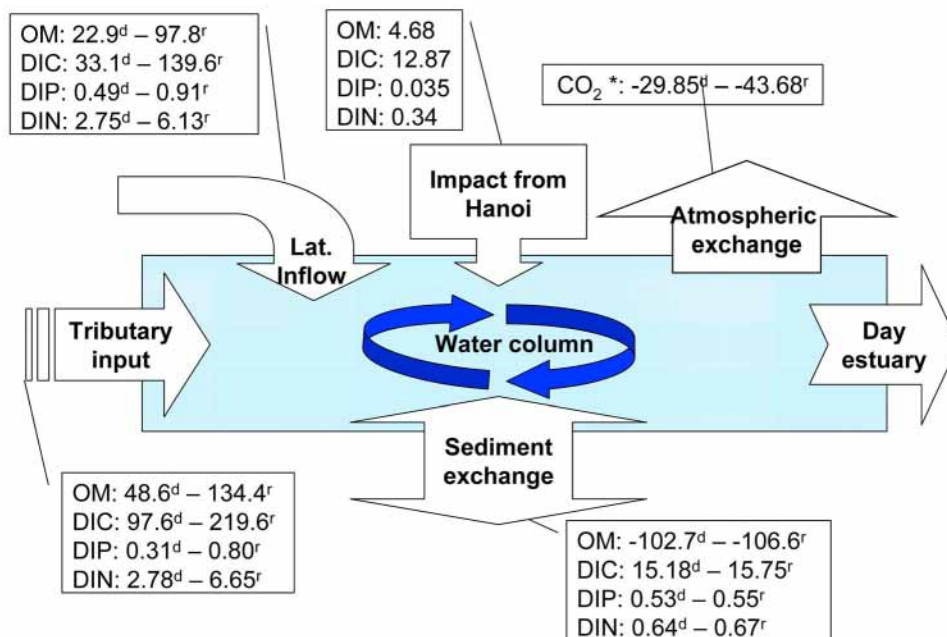 OM: 22.9ᵈ – 97.8ʳ
DIC: 33.1ᵈ – 139.6ʳ
DIP: 0.49ᵈ – 0.91ʳ
DIN: 2.75ᵈ – 6.13ʳ
OM: 4.68
DIC: 12.87
DIP: 0.035
DIN: 0.34
CO₂ *: -29.85ᵈ – -43.68ʳ
Impact from
Hanoi
Atmospheric
exchange
Lat.
Inflow
Tributary
input
Water column
Day
estuary
Sediment
exchange
OM: 48.6ᵈ – 134.4ʳ
DIC: 97.6ᵈ – 219.6ʳ
DIP: 0.31ᵈ – 0.80ʳ
DIN: 2.78ᵈ – 6.65ʳ
OM: -102.7ᵈ – -106.6ʳ
DIC: 15.18ᵈ – 15.75ʳ
DIP: 0.53ᵈ – 0.55ʳ
DIN: 0.64ᵈ – 0.67ʳ